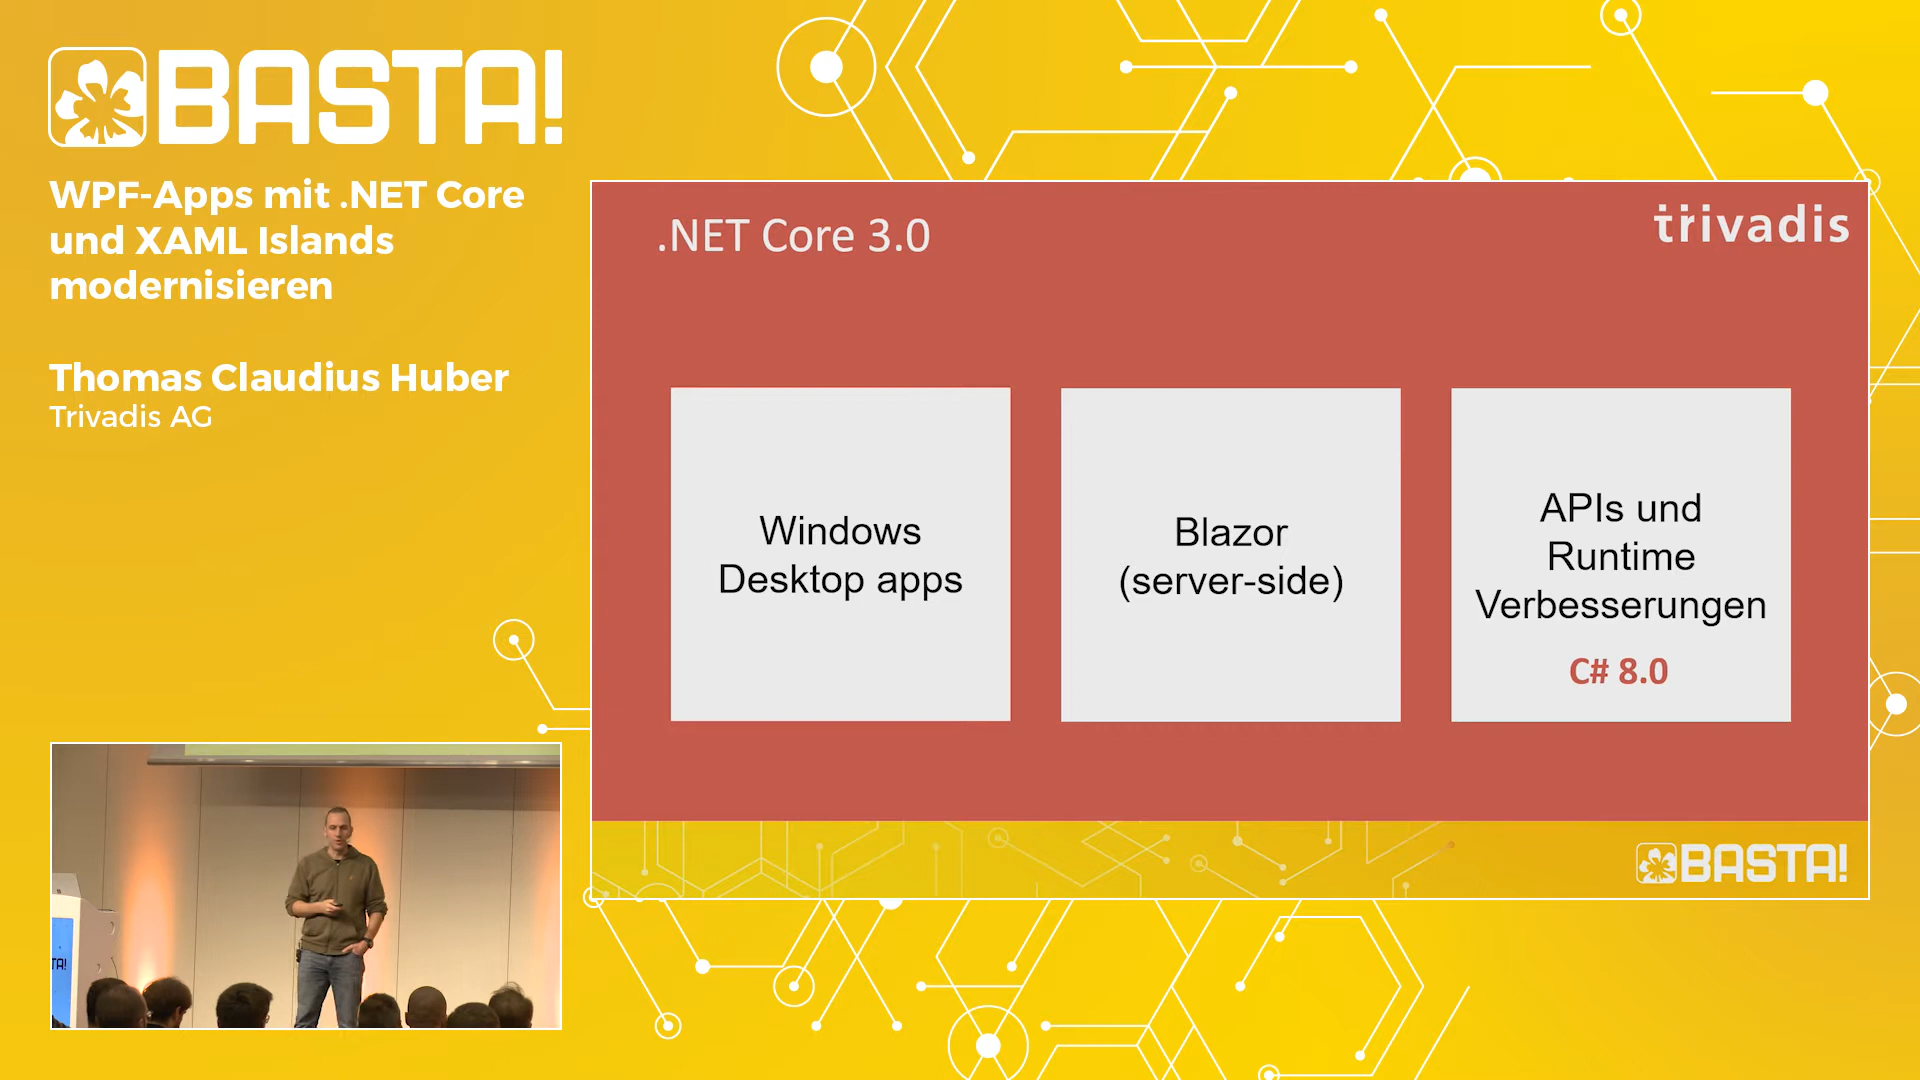 BASTA!
WPF-Apps mit .NET Core
und XAML Islands
modernisieren
Thomas Claudius Huber
Trivadis AG
.NET Core 3.0
trivadis
Windows
Desktop apps
Blazor
(server-side)
APIs und
Runtime
Verbesserungen
C# 8.0
BASTA!
TA!